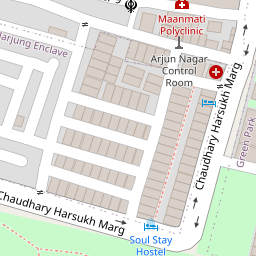 Maanmati
Polyclinic
arjung Enclave
Arjun Nagar
Control
Room
Chaudhary Harsukh Marg
Green Park
Chaudhary Harsukh Marg
Soul Stay
Hostel